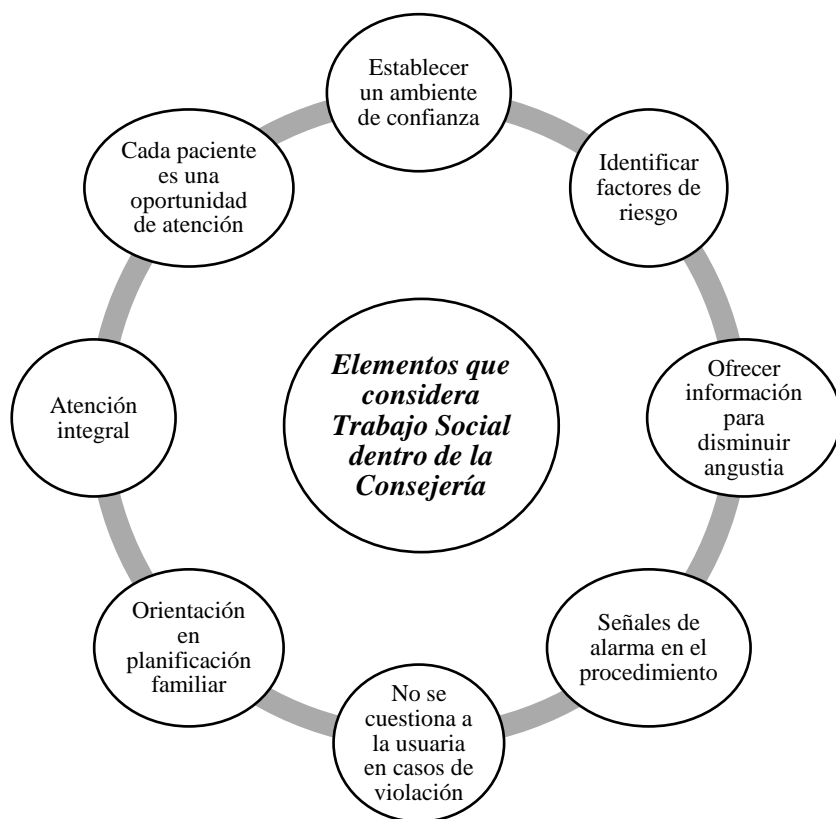 Establecer
un ambiente
de confianza
Identificar
factores de
riesgo
Ofrecer
información
para
disminuir
angustia
Señales de
alarma en el
procedimiento
No se
cuestiona a
la usuaria
en casos de
violación
Orientación
en
planificación
familiar
Atención
integral
Cada paciente
es una
oportunidad
de atención
Elementos que
considera
Trabajo Social
dentro de la
Consejería